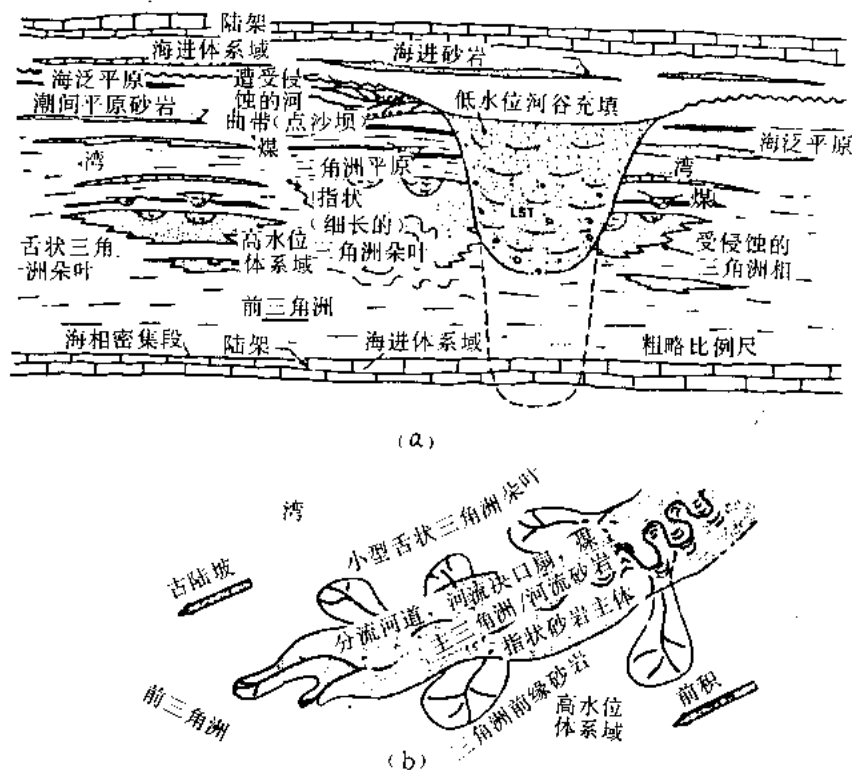 陆架
海进体系域
海进砂岩
海泛平原
遭受侵
蚀的河
曲带(点沙坝)
潮间平原砂岩
低水位河谷充填
海泛平原
湾
煤
三角洲平原
湾
指状
(细长的)
三角洲朵叶
煤
LST
舌状三角
洲朵叶
高水位
体系域
受侵蚀的
三角洲相
前三角洲
海相密集段
陆架
海进体系域
粗略比例尺
(a)
湾
小型舌状三角洲朵叶
古陆坡
分流河道，河流决口扇，煤
主三角洲/河流砂岩
指状砂岩主体
三角洲前缘砂岩
前三角洲
高水位
体系域
前积
(b)